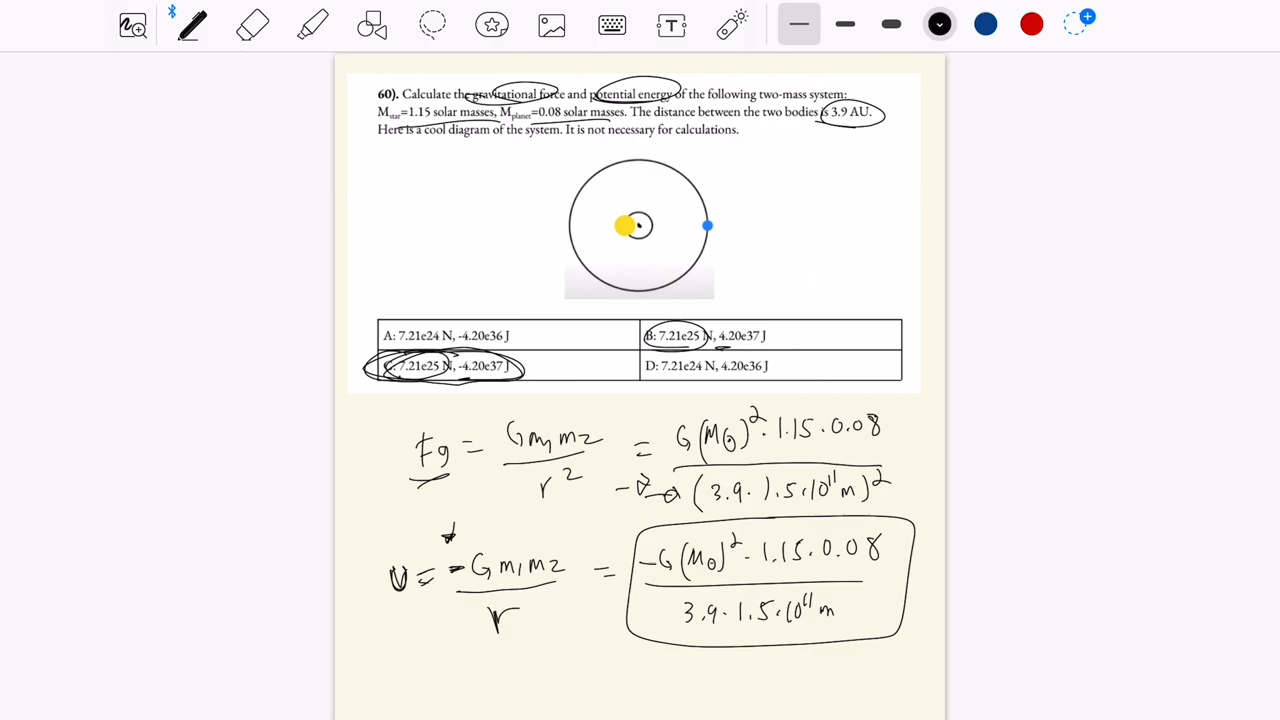 60). Calculate the gravitational force and potential energy of the following two-mass system:
Mstar=1.15 solar masses, Mplanet=0.08 solar masses. The distance between the two bodies is 3.9 AU.
Here is a cool diagram of the system. It is not necessary for calculations.
A: 7.21e24 N, -4.20e36 J
B: 7.21e25 N, 4.20e37 J
C: 7.21e25 N, -4.20e37 J
D: 7.21e24 N, 4.20e36 J
Fg = Gm1m2 / r² = G(M⊙)²·1.15·0.08 / (3.9·1.5·10¹¹m)²
U = -Gm1m2 / r = -G(M⊙)²·1.15·0.08 / 3.9·1.5·10¹¹m